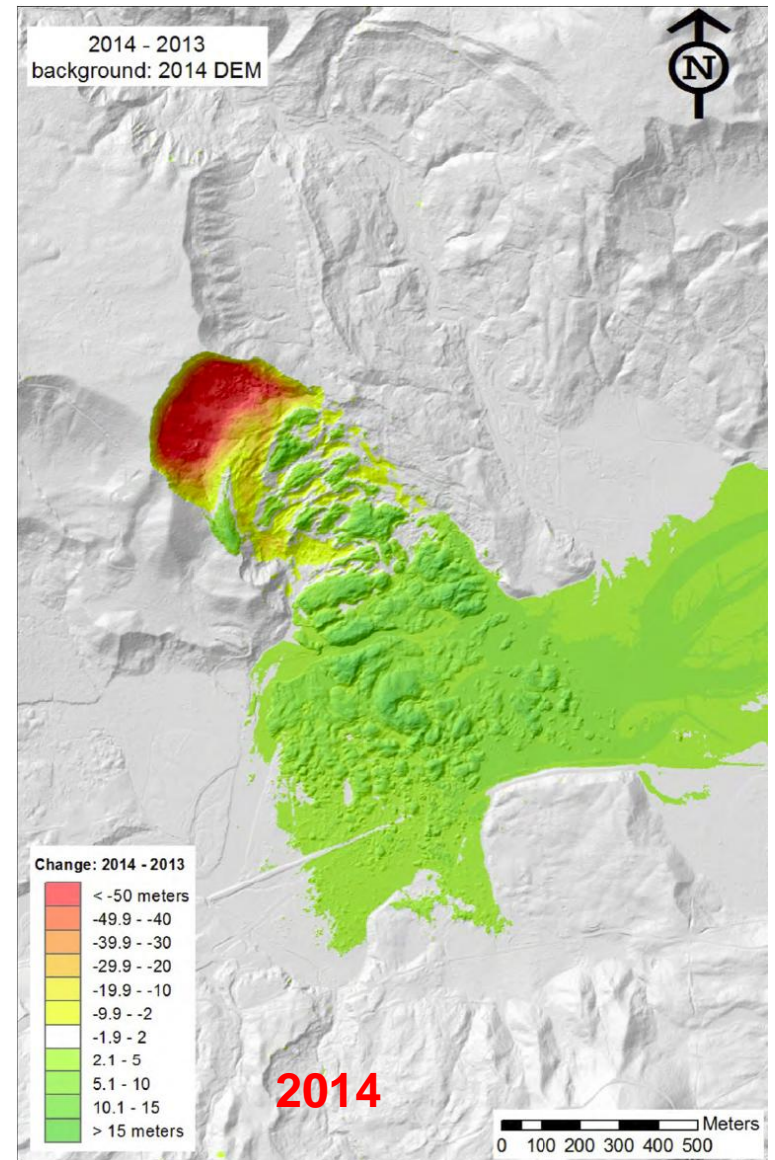 2014 - 2013
background: 2014 DEM
N
Change: 2014 - 2013
< -50 meters
-49.9 - -40
-39.9 - -30
-29.9 - -20
-19.9 - -10
-9.9 - -2
-1.9 - 2
2.1 - 5
5.1 - 10
10.1 - 15
> 15 meters
2014
Meters
0 100 200 300 400 500